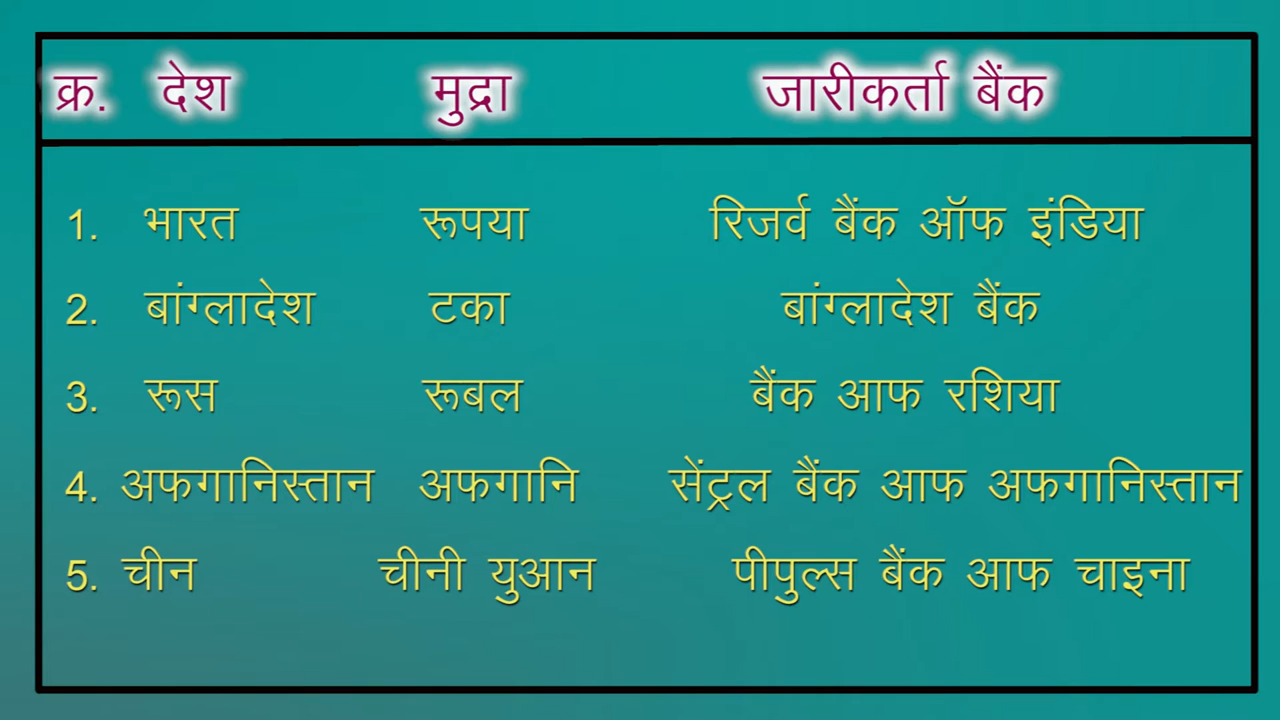 क्र. देश मुद्रा जारीकर्ता बैंक
1. भारत रूपया रिजर्व बैंक ऑफ इंडिया
2. बांग्लादेश टका बांग्लादेश बैंक
3. रूस रूबल बैंक आफ रशिया
4. अफगानिस्तान अफगानि सेंट्रल बैंक आफ अफगानिस्तान
5. चीन चीनी युआन पीपुल्स बैंक आफ चाइना